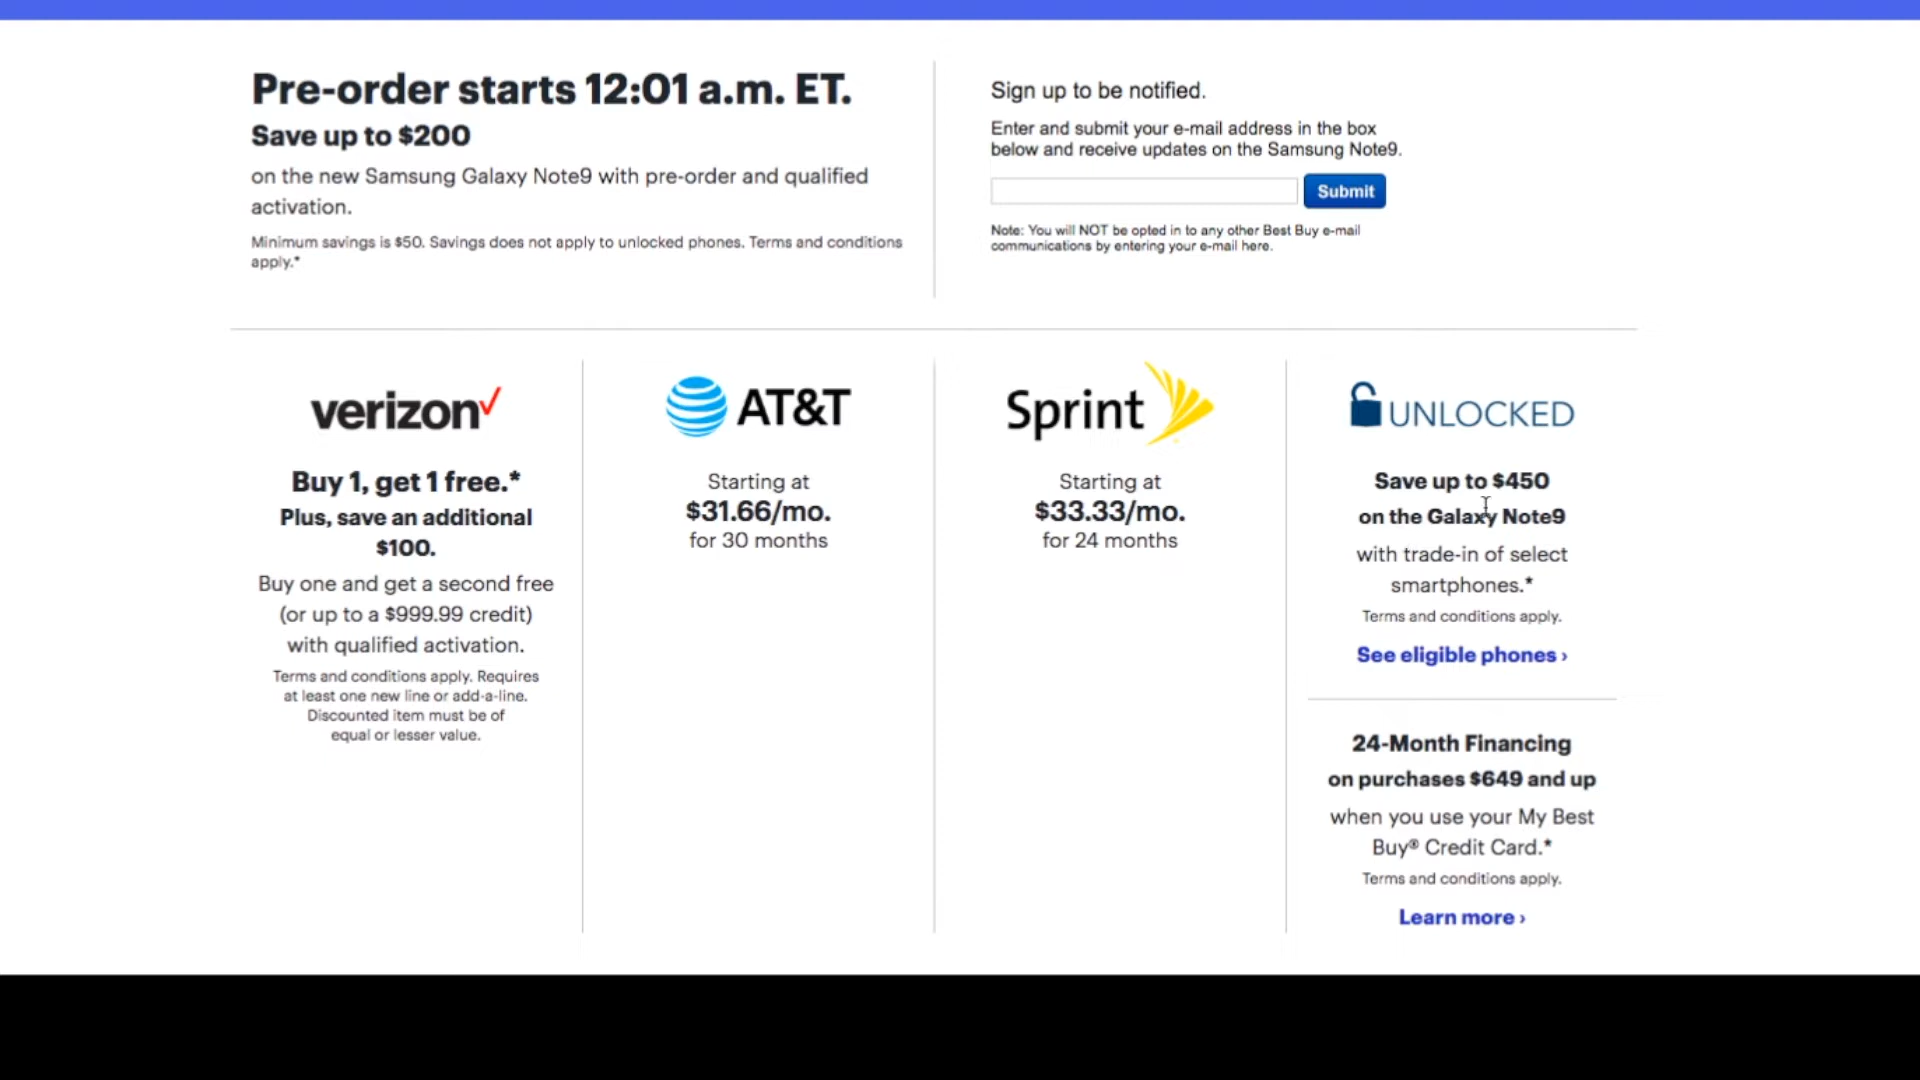 Pre-order starts 12:01 a.m. ET.
Save up to $200
on the new Samsung Galaxy Note9 with pre-order and qualified
activation.
Minimum savings is $50. Savings does not apply to unlocked phones. Terms and conditions
apply.*
Sign up to be notified.
Enter and submit your e-mail address in the box
below and receive updates on the Samsung Note9.
Submit
Note: You will NOT be opted in to any other Best Buy e-mail
communications by entering your e-mail here.
verizon
Buy 1, get 1 free.*
Plus, save an additional
$100.
Buy one and get a second free
(or up to a $999.99 credit)
with qualified activation.
Terms and conditions apply. Requires
at least one new line or add-a-line.
Discounted item must be of
equal or lesser value.
AT&T
Starting at
$31.66/mo.
for 30 months
Sprint
Starting at
$33.33/mo.
for 24 months
UNLOCKED
Save up to $450
on the Galaxy Note9
with trade-in of select
smartphones.*
Terms and conditions apply.
See eligible phones ›
24-Month Financing
on purchases $649 and up
when you use your My Best
Buy® Credit Card.*
Terms and conditions apply.
Learn more ›